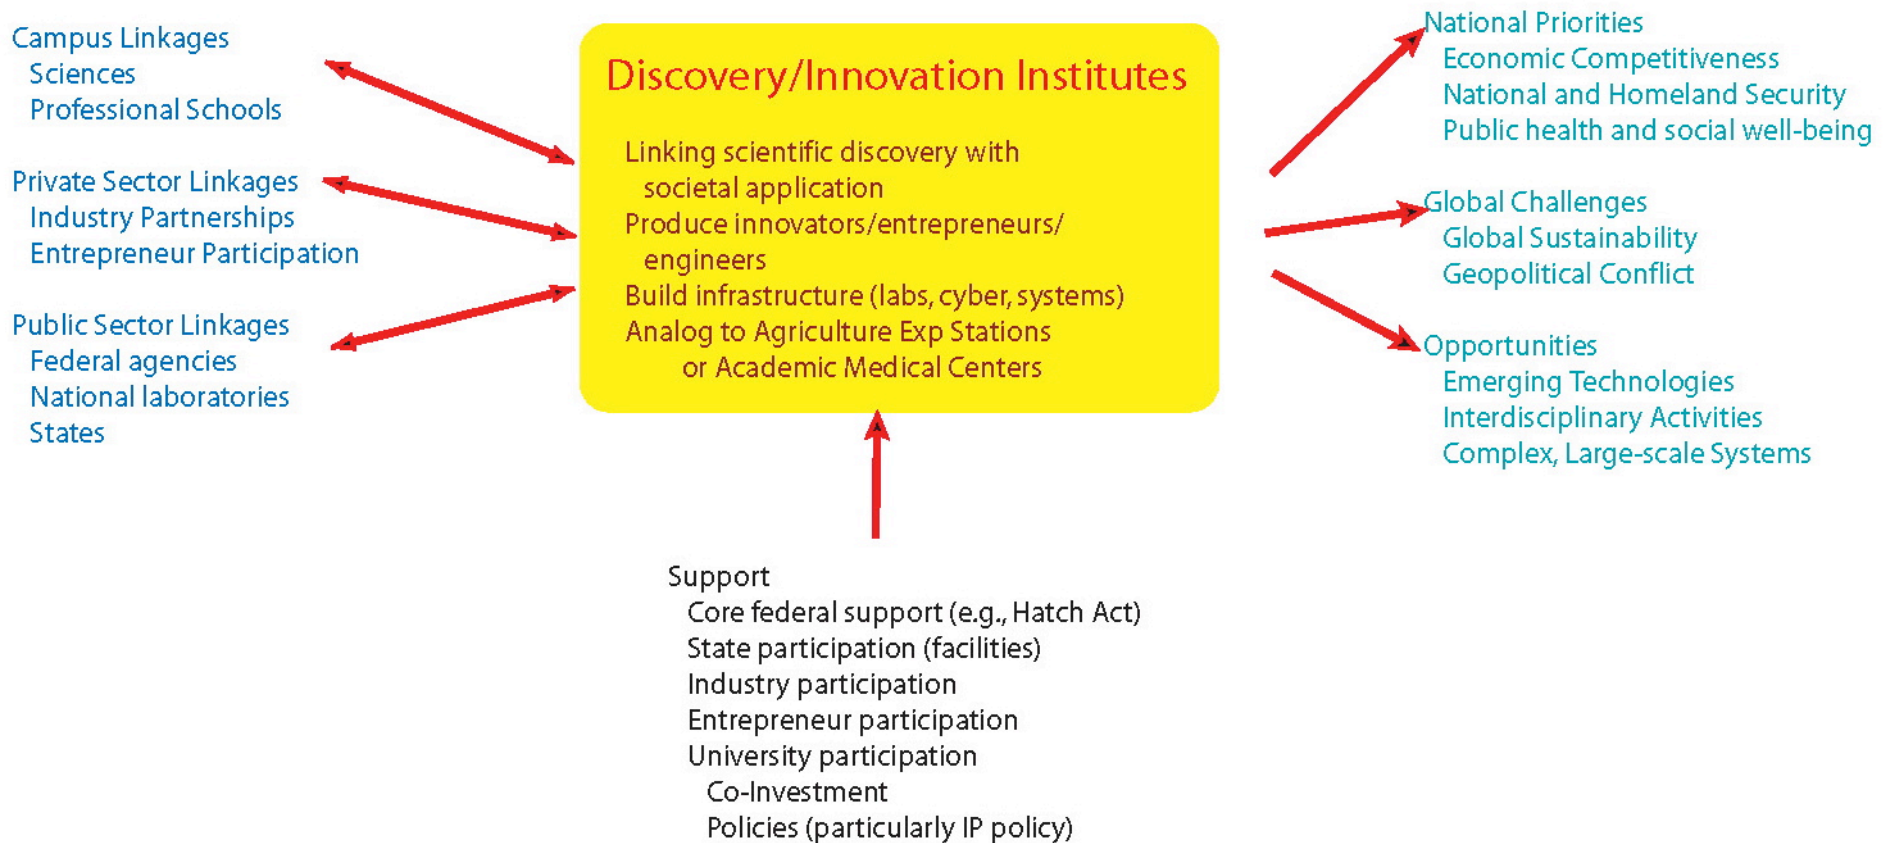 Campus Linkages
Sciences
Professional Schools
Private Sector Linkages
Industry Partnerships
Entrepreneur Participation
Public Sector Linkages
Federal agencies
National laboratories
States
Discovery/Innovation Institutes
Linking scientific discovery with
societal application
Produce innovators/entrepreneurs/
engineers
Build infrastructure (labs, cyber, systems)
Analog to Agriculture Exp Stations
or Academic Medical Centers
National Priorities
Economic Competitiveness
National and Homeland Security
Public health and social well-being
Global Challenges
Global Sustainability
Geopolitical Conflict
Opportunities
Emerging Technologies
Interdisciplinary Activities
Complex, Large-scale Systems
Support
Core federal support (e.g., Hatch Act)
State participation (facilities)
Industry participation
Entrepreneur participation
University participation
Co-Investment
Policies (particularly IP policy)